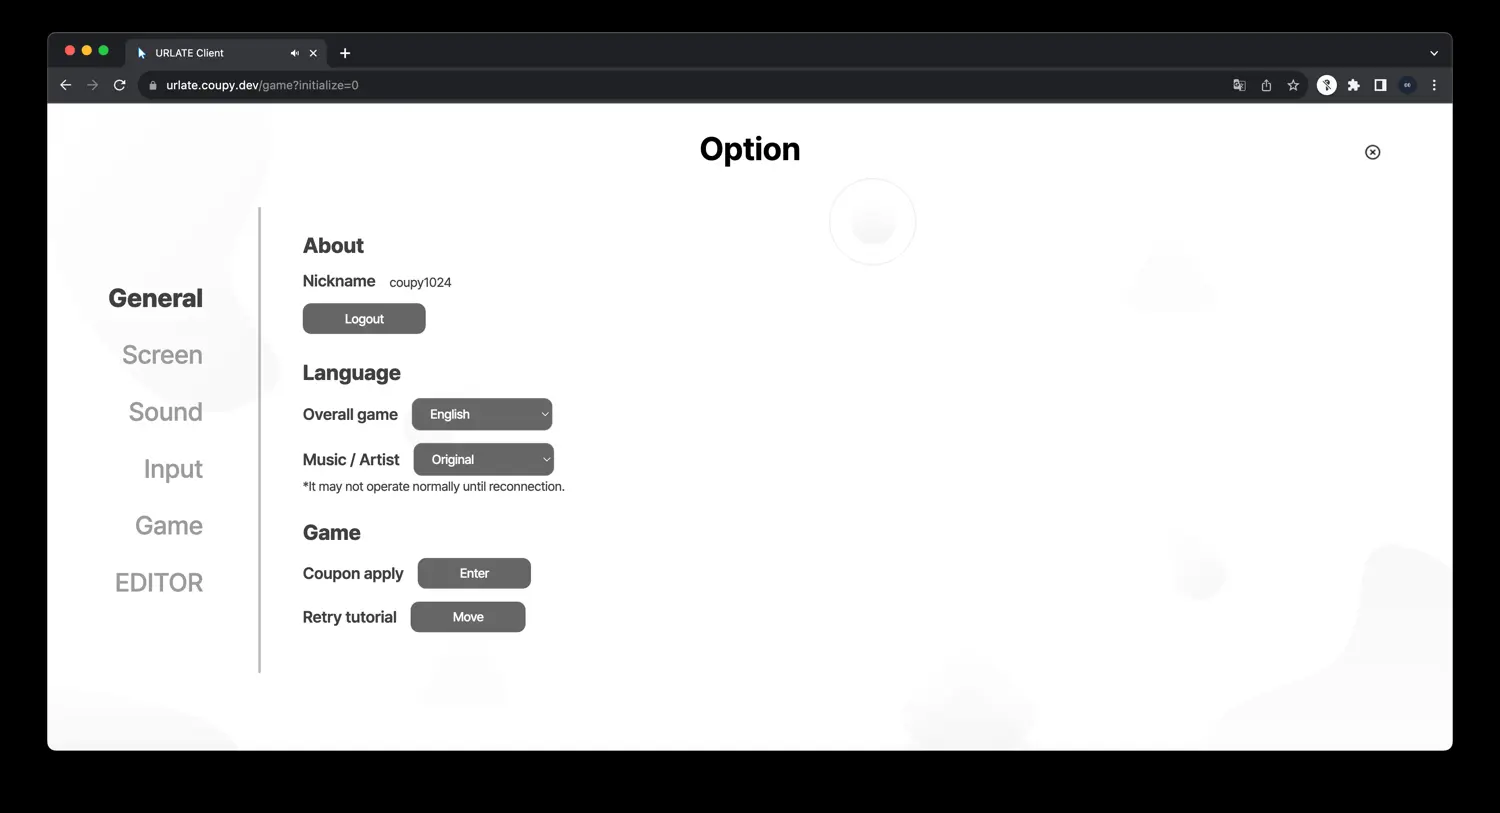 URLATE Client
urlate.coupy.dev/game?initialize=0
Option
General
Screen
Sound
Input
Game
EDITOR
About
Nickname coupy1024
Logout
Language
Overall game English
Music / Artist Original
*It may not operate normally until reconnection.
Game
Coupon apply Enter
Retry tutorial Move